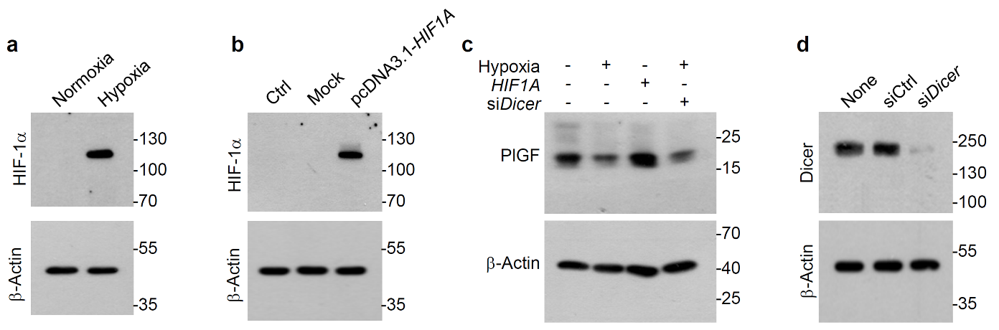 a
Normoxia
Hypoxia
HIF-1α
-130
-100
-70
β-Actin
-55
-35
b
Ctrl
Mock
pcDNA3.1-HIF1A
HIF-1α
-130
-100
-70
β-Actin
-55
-35
c
Hypoxia - + - +
HIF1A - - + -
siDicer - - - +
PlGF
-25
-15
β-Actin
-70
-40
-25
d
None
siCtrl
siDicer
Dicer
-250
-130
-100
β-Actin
-55
-35